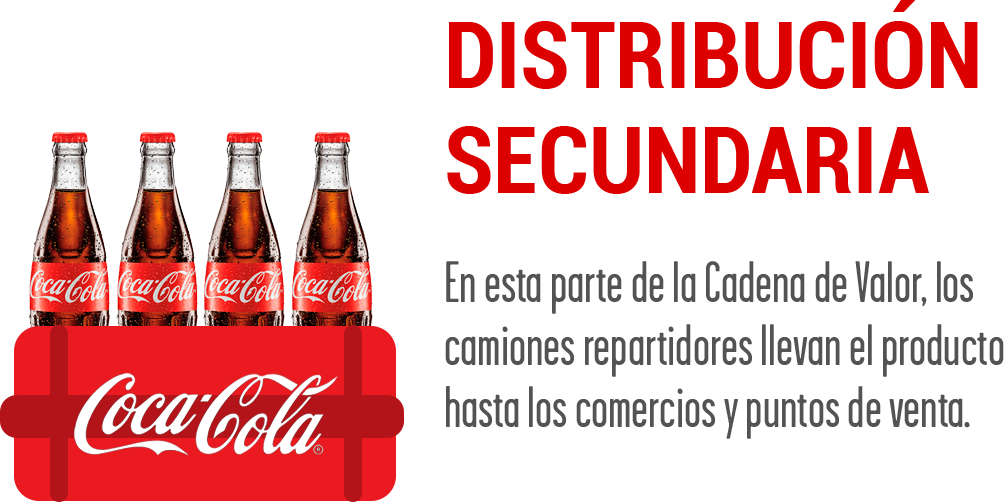 DISTRIBUCIÓN
SECUNDARIA
En esta parte de la Cadena de Valor, los
camiones repartidores llevan el producto
hasta los comercios y puntos de venta.
Coca-Cola Coca-Cola Coca-Cola Coca-Cola
Coca-Cola®